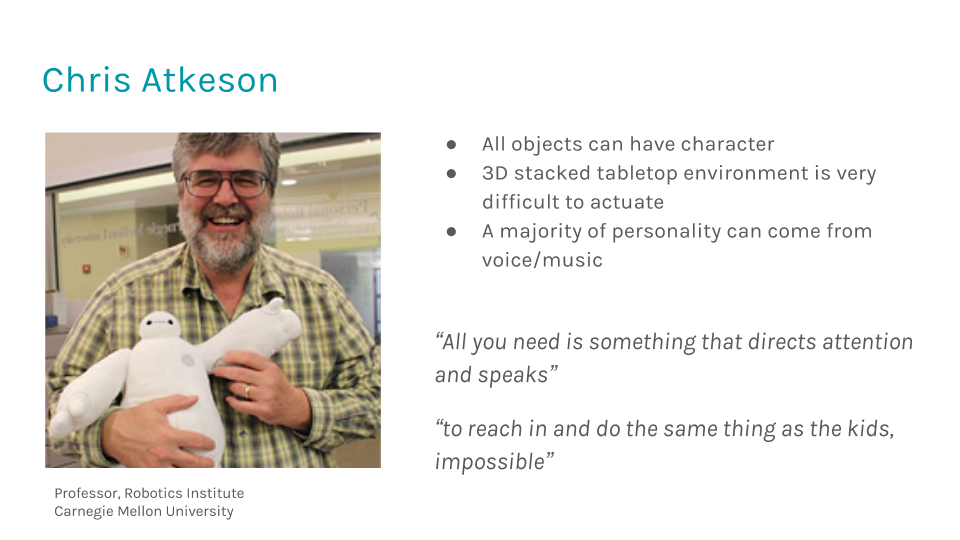 Chris Atkeson
● All objects can have character
● 3D stacked tabletop environment is very
difficult to actuate
● A majority of personality can come from
voice/music
“All you need is something that directs attention
and speaks”
“to reach in and do the same thing as the kids,
impossible”
Professor, Robotics Institute
Carnegie Mellon University